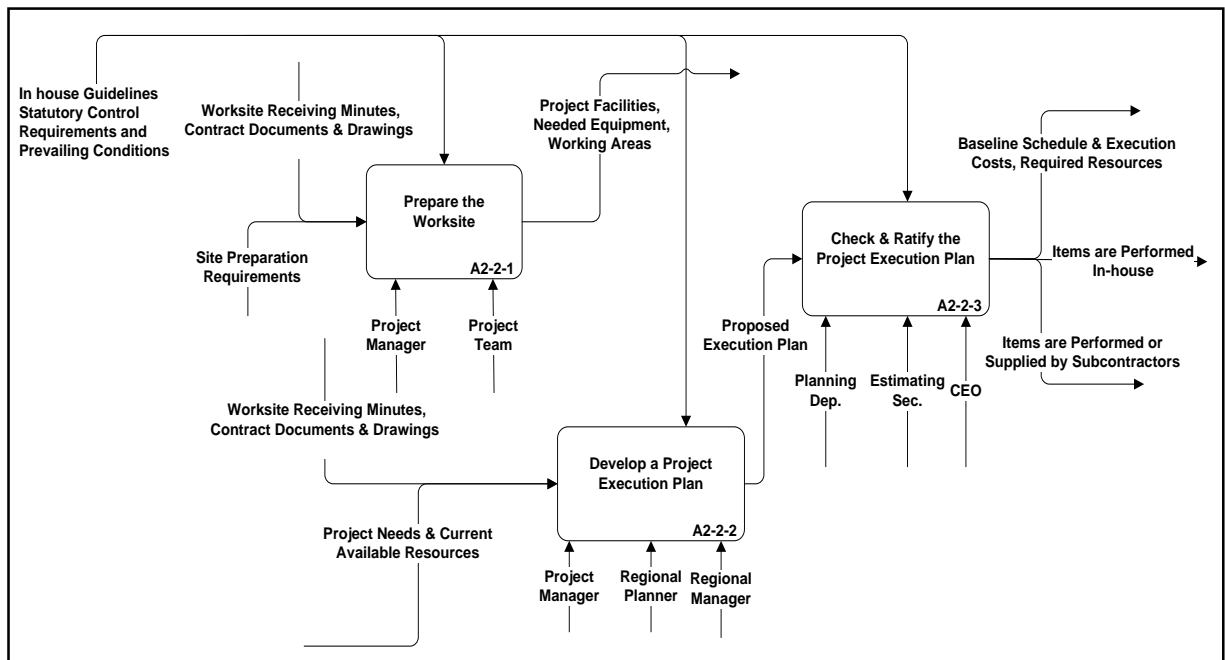 In house Guidelines
Statutory Control
Requirements and
Prevailing Conditions
Worksite Receiving Minutes,
Contract Documents & Drawings
Project Facilities,
Needed Equipment,
Working Areas
Baseline Schedule & Execution
Costs, Required Resources
Prepare the
Worksite
A2-2-1
Site Preparation
Requirements
Project
Manager
Project
Team
Check & Ratify the
Project Execution Plan
A2-2-3
Items are Performed
In-house
Items are Performed or
Supplied by Subcontractors
Proposed
Execution Plan
Planning
Dep.
Estimating
Sec.
CEO
Worksite Receiving Minutes,
Contract Documents & Drawings
Develop a Project
Execution Plan
A2-2-2
Project Needs & Current
Available Resources
Project
Manager
Regional
Planner
Regional
Manager